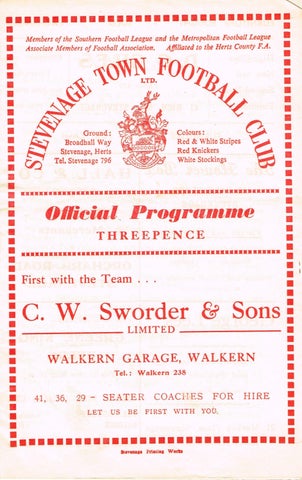 Members of the Southern Football League and the Metropolitan Football League
Associate Members of Football Association. Affiliated to the Herts County F.A.
STEVENAGE TOWN FOOTBALL CLUB
LTD.
Ground:
Broadhall Way
Stevenage, Herts
Tel. Stevenage 796
Colours:
Red & White Stripes
Red Knickers
White Stockings
Official Programme
THREEPENCE
First with the Team . . .
C. W. Sworder & Sons
LIMITED
WALKERN GARAGE, WALKERN
Tel.: Walkern 238
41, 36, 29 - SEATER COACHES FOR HIRE
LET US BE FIRST WITH YOU.
Stevenage Printing Works